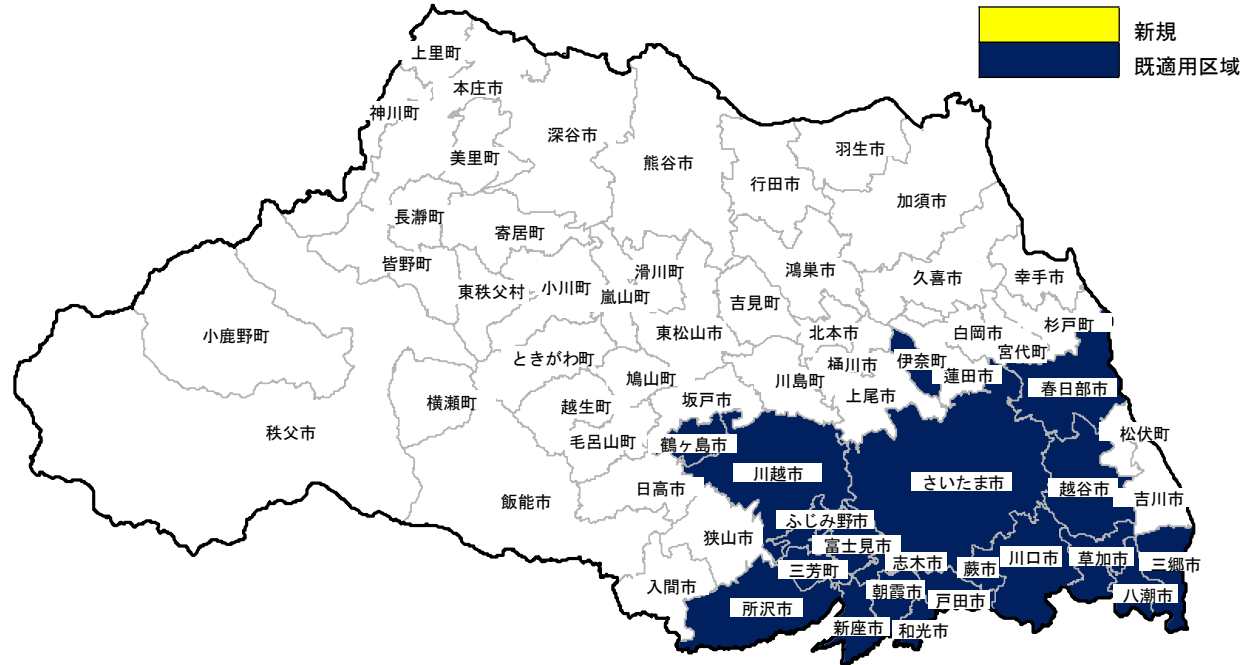 新規
既適用区域
上里町
本庄市
神川町
深谷市
美里町
熊谷市
羽生市
行田市
加須市
長瀞町
寄居町
皆野町
滑川町
鴻巣市
久喜市
幸手市
東秩父村
小川町
嵐山町
吉見町
小鹿野町
東松山市
北本市
白岡市
杉戸町
宮代町
ときがわ町
桶川市
伊奈町
蓮田市
鳩山町
川島町
春日部市
横瀬町
越生町
坂戸市
上尾市
秩父市
毛呂山町
鶴ヶ島市
松伏町
川越市
さいたま市
越谷市
日高市
吉川市
飯能市
ふじみ野市
狭山市
富士見市
志木市
川口市
草加市
三郷市
三芳町
蕨市
入間市
朝霞市
所沢市
戸田市
八潮市
新座市
和光市